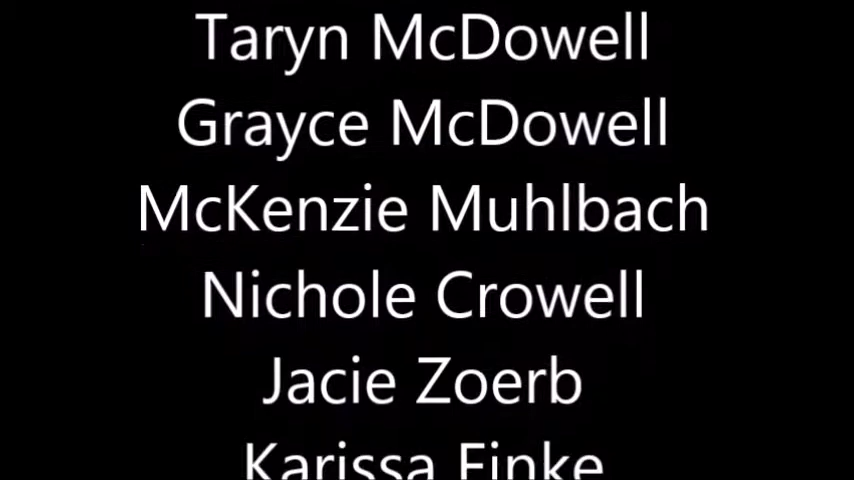 Taryn McDowell
Grayce McDowell
McKenzie Muhlbach
Nichole Crowell
Jacie Zoerb
Karissa Finke